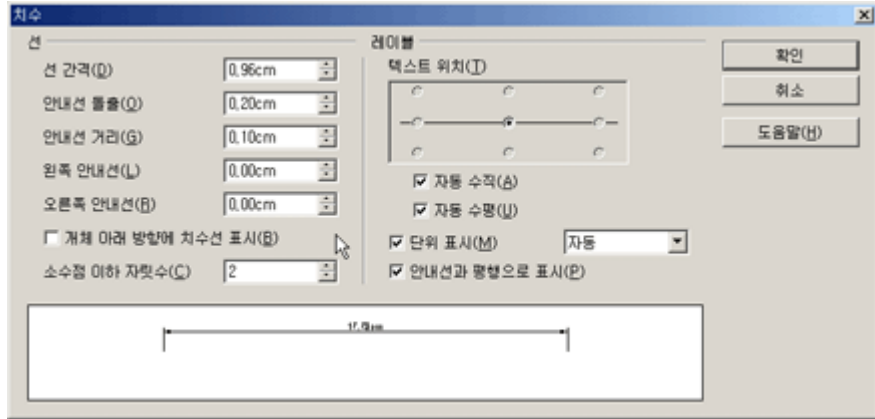 치수
선
선 간격(D) 0,96cm
안내선 돌출(O) 0,20cm
안내선 거리(G) 0,10cm
왼쪽 안내선(L) 0,00cm
오른쪽 안내선(R) 0,00cm
개체 아래 방향에 치수선 표시(B)
소수점 이하 자릿수(C) 2
레이블
텍스트 위치(T)
자동 수직(A)
자동 수평(U)
단위 표시(M) 자동
안내선과 평행으로 표시(P)
확인
취소
도움말(H)